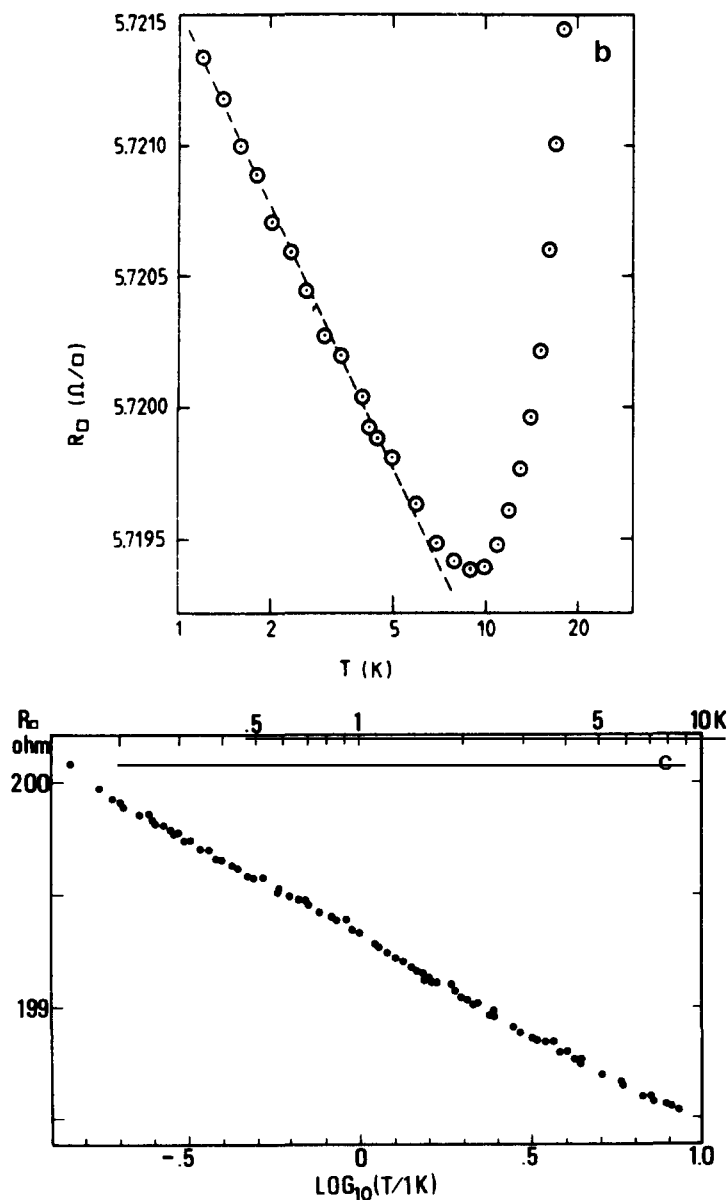 5.7215
b
5.7210
5.7205
R□ (Ω/□)
5.7200
5.7195
1 2 5 10 20
T (K)
R□ .5 1 5 10K
ohm
c
200
199
-.5 0 .5 1.0
LOG10(T/1K)